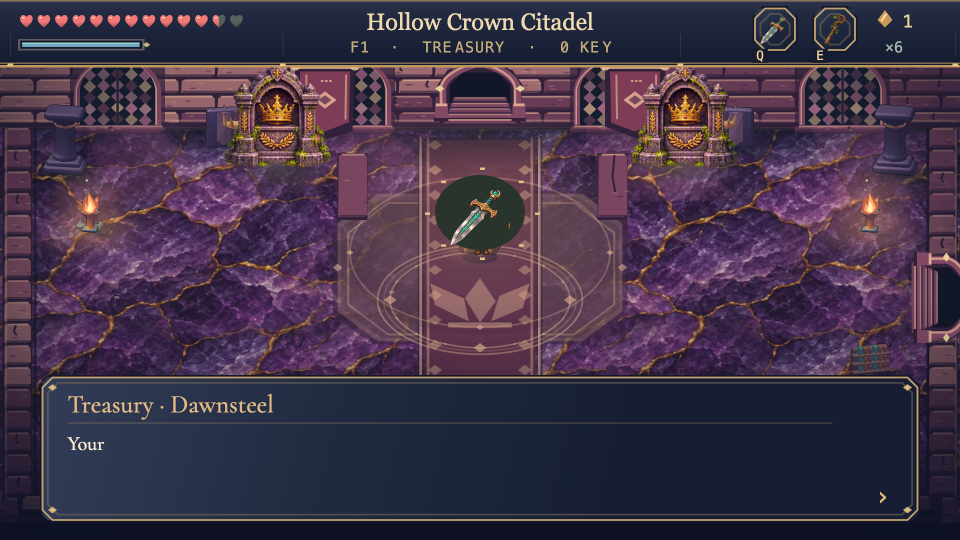 Hollow Crown Citadel
F1 · TREASURY · 0 KEY
Q
E
1
×6
Treasury · Dawnsteel
Your